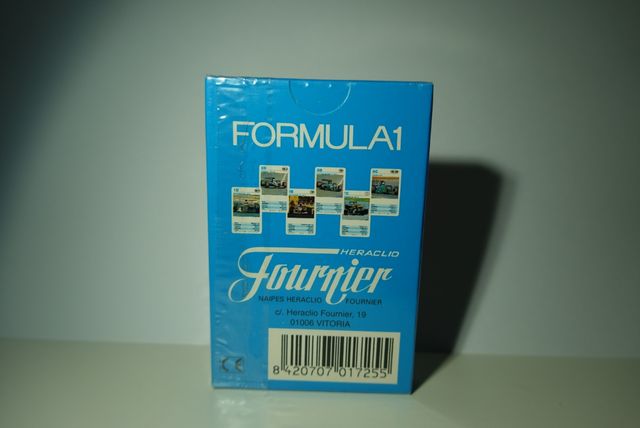 FORMULA1
HERACLIO
Fournier
NAIPES HERACLIO FOURNIER
c/. Heraclio Fournier, 19
01006 VITORIA
CE
8 420707 017255